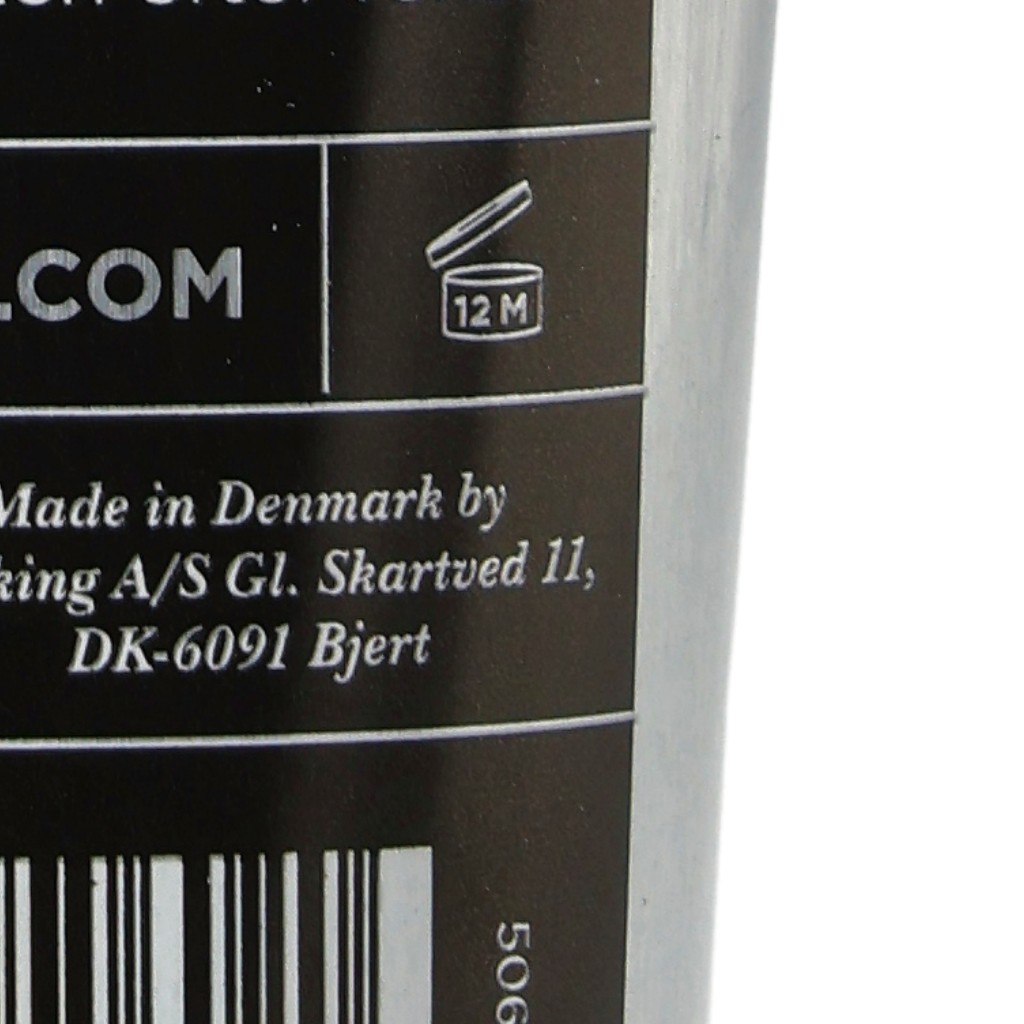 .COM
12 M
Made in Denmark by
king A/S Gl. Skartved 11,
DK-6091 Bjert
506